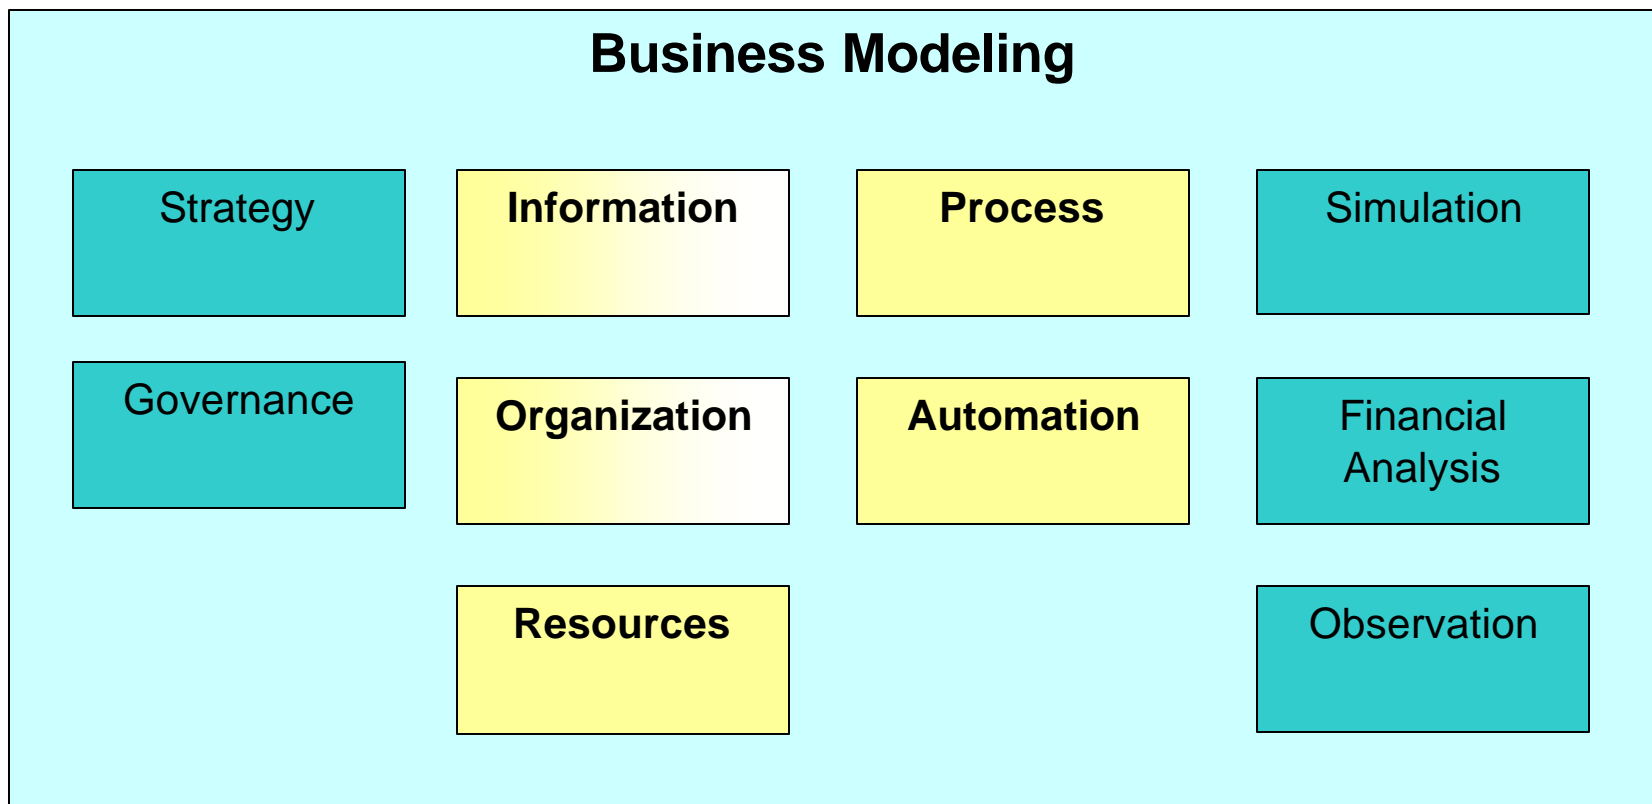 Business Modeling
Strategy
Information
Process
Simulation
Governance
Organization
Automation
Financial
Analysis
Resources
Observation